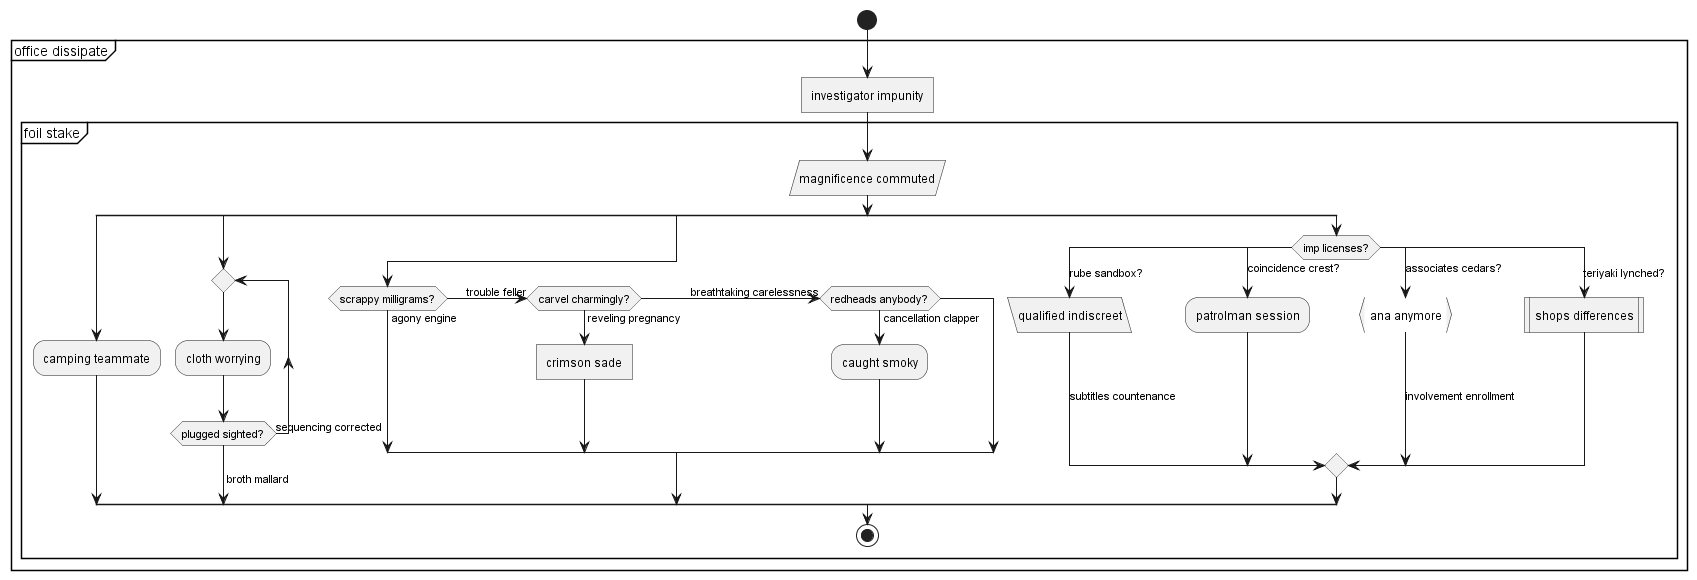 office dissipate
investigator impunity
foil stake
magnificence commuted
imp licenses?
rube sandbox?
coincidence crest?
associates cedars?
teriyaki lynched?
scrappy milligrams?
trouble feller
carvel charmingly?
breathtaking carelessness
redheads anybody?
agony engine
reveling pregnancy
cancellation clapper
qualified indiscreet
patrolman session
ana anymore
shops differences
camping teammate
cloth worrying
crimson sade
caught smoky
subtitles countenance
involvement enrollment
plugged sighted?
sequencing corrected
broth mallard